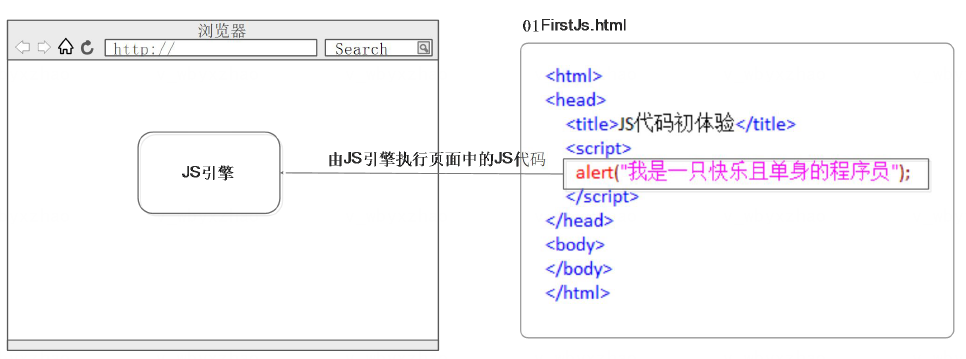 浏览器
http://
Search
JS引擎
由JS引擎执行页面中的JS代码
01FirstJs.html
<html>
<head>
<title>JS代码初体验</title>
<script>
alert("我是一只快乐且单身的程序员");
</script>
</head>
<body>
</body>
</html>